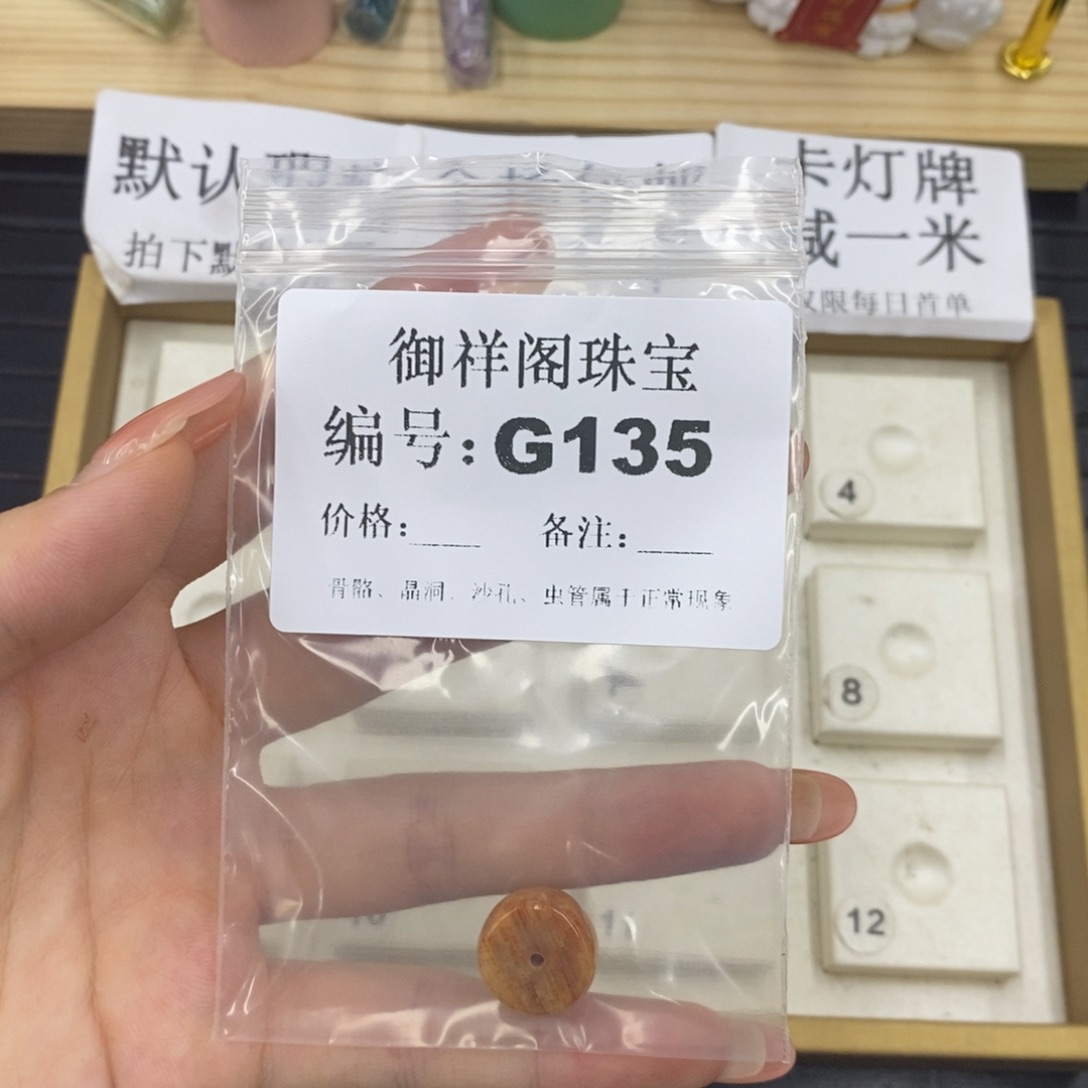 默认
拍下默
卡灯牌
减一米
仅限每日首单
御祥阁珠宝
编号:G135
价格:____ 备注:____
骨骼、晶洞、沙孔、虫管属于正常现象
4
8
12